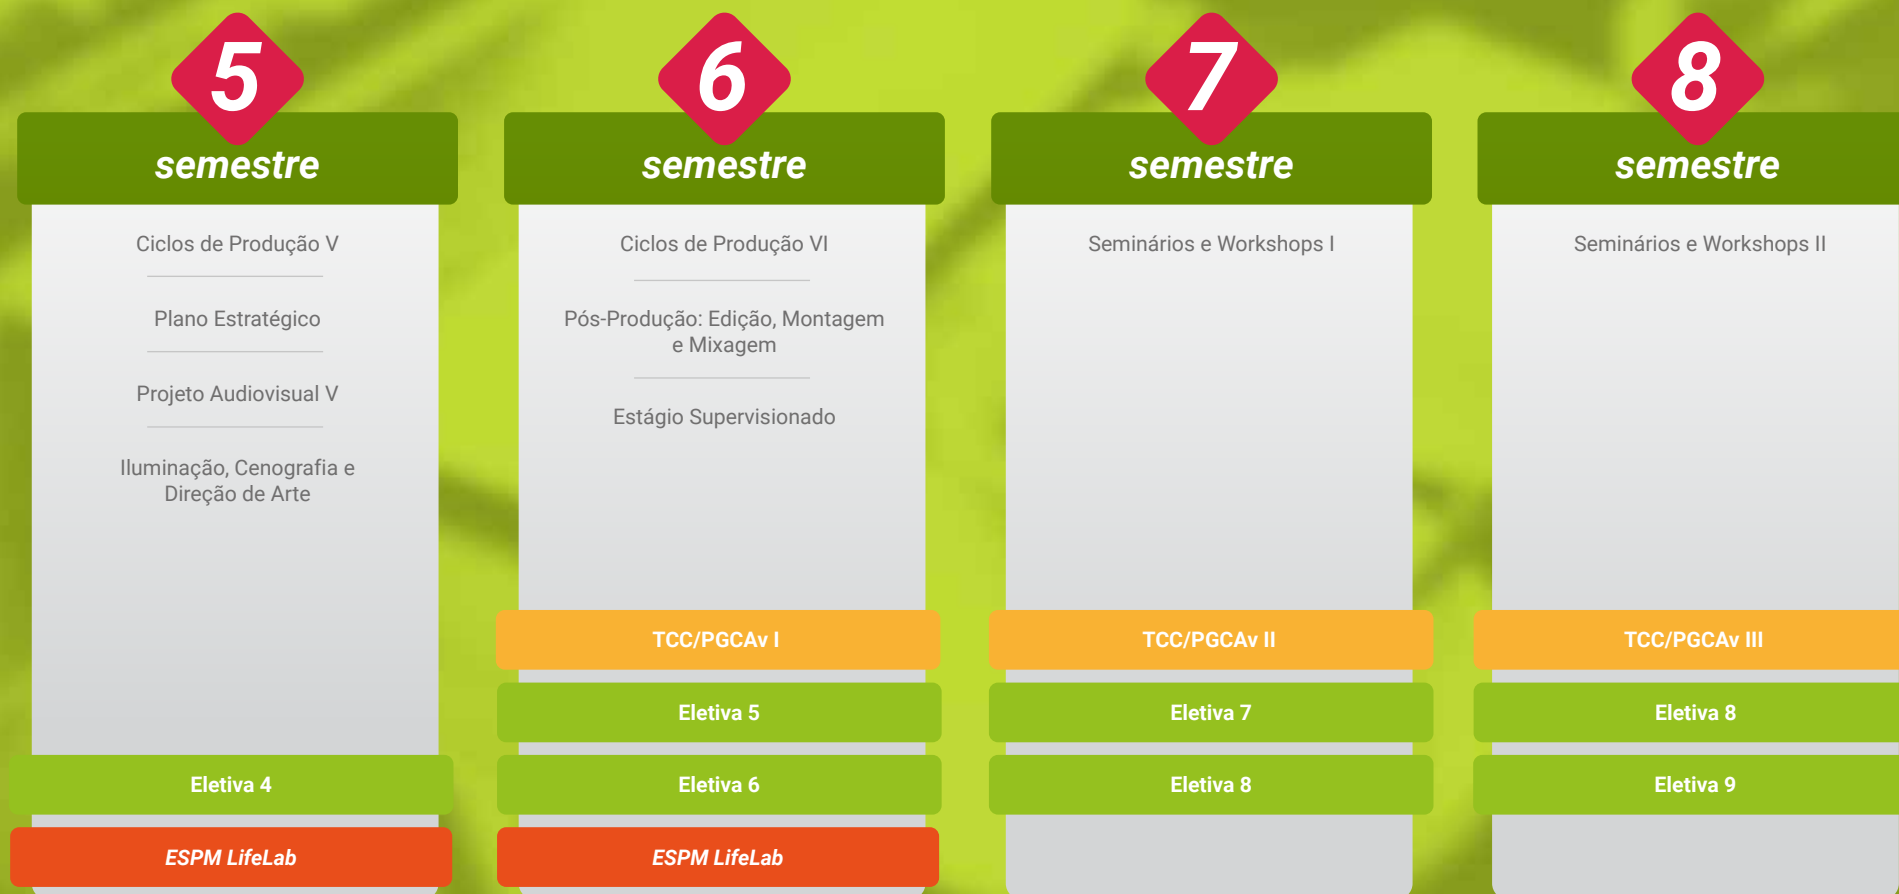 5
semestre
Ciclos de Produção V
Plano Estratégico
Projeto Audiovisual V
Iluminação, Cenografia e
Direção de Arte
Eletiva 4
ESPM LifeLab
6
semestre
Ciclos de Produção VI
Pós-Produção: Edição, Montagem
e Mixagem
Estágio Supervisionado
TCC/PGCAv I
Eletiva 5
Eletiva 6
ESPM LifeLab
7
semestre
Seminários e Workshops I
TCC/PGCAv II
Eletiva 7
Eletiva 8
8
semestre
Seminários e Workshops II
TCC/PGCAv III
Eletiva 8
Eletiva 9